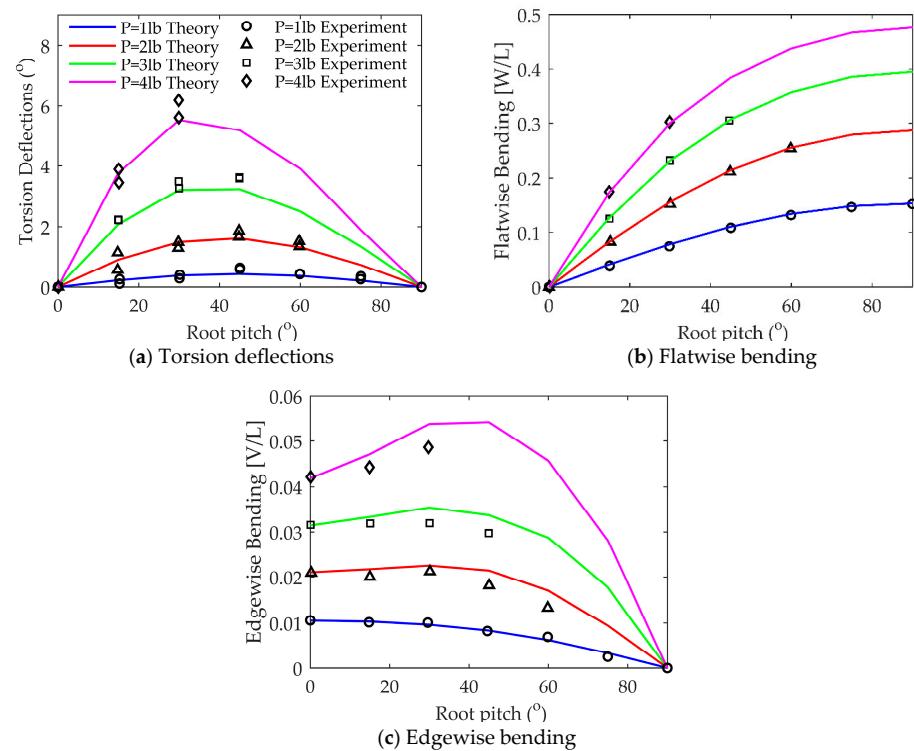 8
6
4
2
0
Torsion Deflections (°)
P=1lb Theory
P=2lb Theory
P=3lb Theory
P=4lb Theory
P=1lb Experiment
P=2lb Experiment
P=3lb Experiment
P=4lb Experiment
0 20 40 60 80
Root pitch (°)
(a) Torsion deflections
0.5
0.4
0.3
0.2
0.1
0
Flatwise Bending [W/L]
0 20 40 60 80
Root pitch (°)
(b) Flatwise bending
0.06
0.05
0.04
0.03
0.02
0.01
0
Edgewise Bending [V/L]
0 20 40 60 80
Root pitch (°)
(c) Edgewise bending